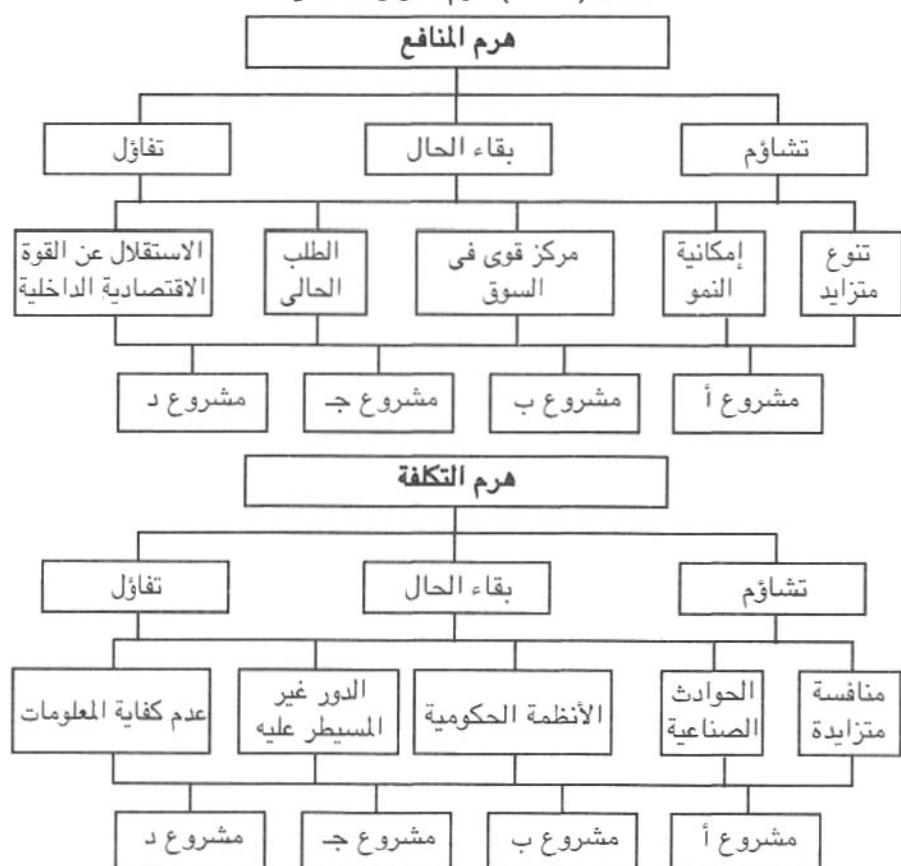 هرم المنافع
تشاؤم
بقاء الحال
تفاؤل
تنوع
متزايد
إمكانية
النمو
مركز قوى فى
السوق
الطلب
الحالى
الاستقلال عن القوة
الاقتصادية الداخلية
مشروع أ
مشروع ب
مشروع جـ
مشروع د
هرم التكلفة
تشاؤم
بقاء الحال
تفاؤل
منافسة
متزايدة
الحوادث
الصناعية
الأنظمة الحكومية
الدور غير
المسيطر عليه
عدم كفاية المعلومات
مشروع أ
مشروع ب
مشروع جـ
مشروع د